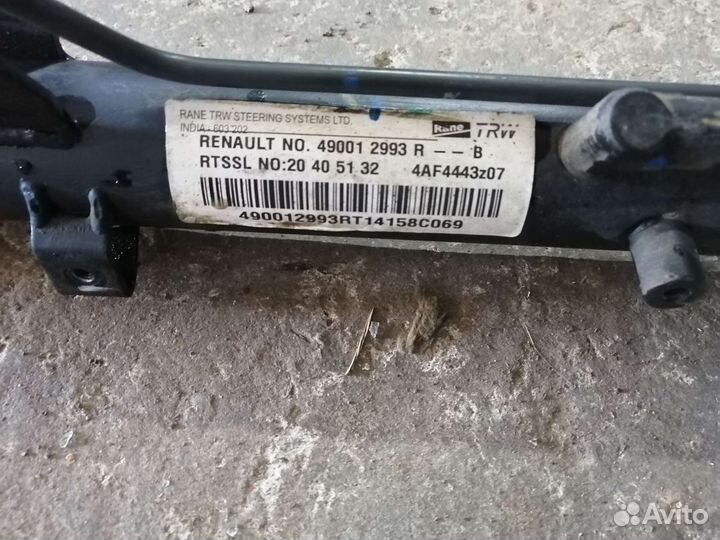 RANE TRW STEERING SYSTEMS LTD.
INDIA - 603 202
Rane TRW
RENAULT NO. 49001 2993 R - - B
RTSSL NO:20 40 51 32 4AF4443z07
490012993RT14158C069
Avito